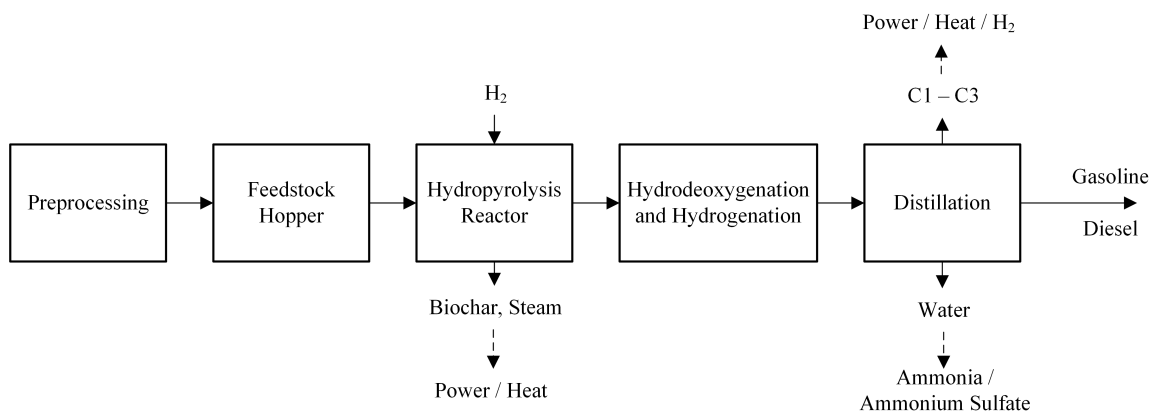 Power / Heat / H₂
C1 – C3
H₂
Preprocessing
Feedstock
Hopper
Hydropyrolysis
Reactor
Hydrodeoxygenation
and Hydrogenation
Distillation
Gasoline
Diesel
Biochar, Steam
Power / Heat
Water
Ammonia /
Ammonium Sulfate